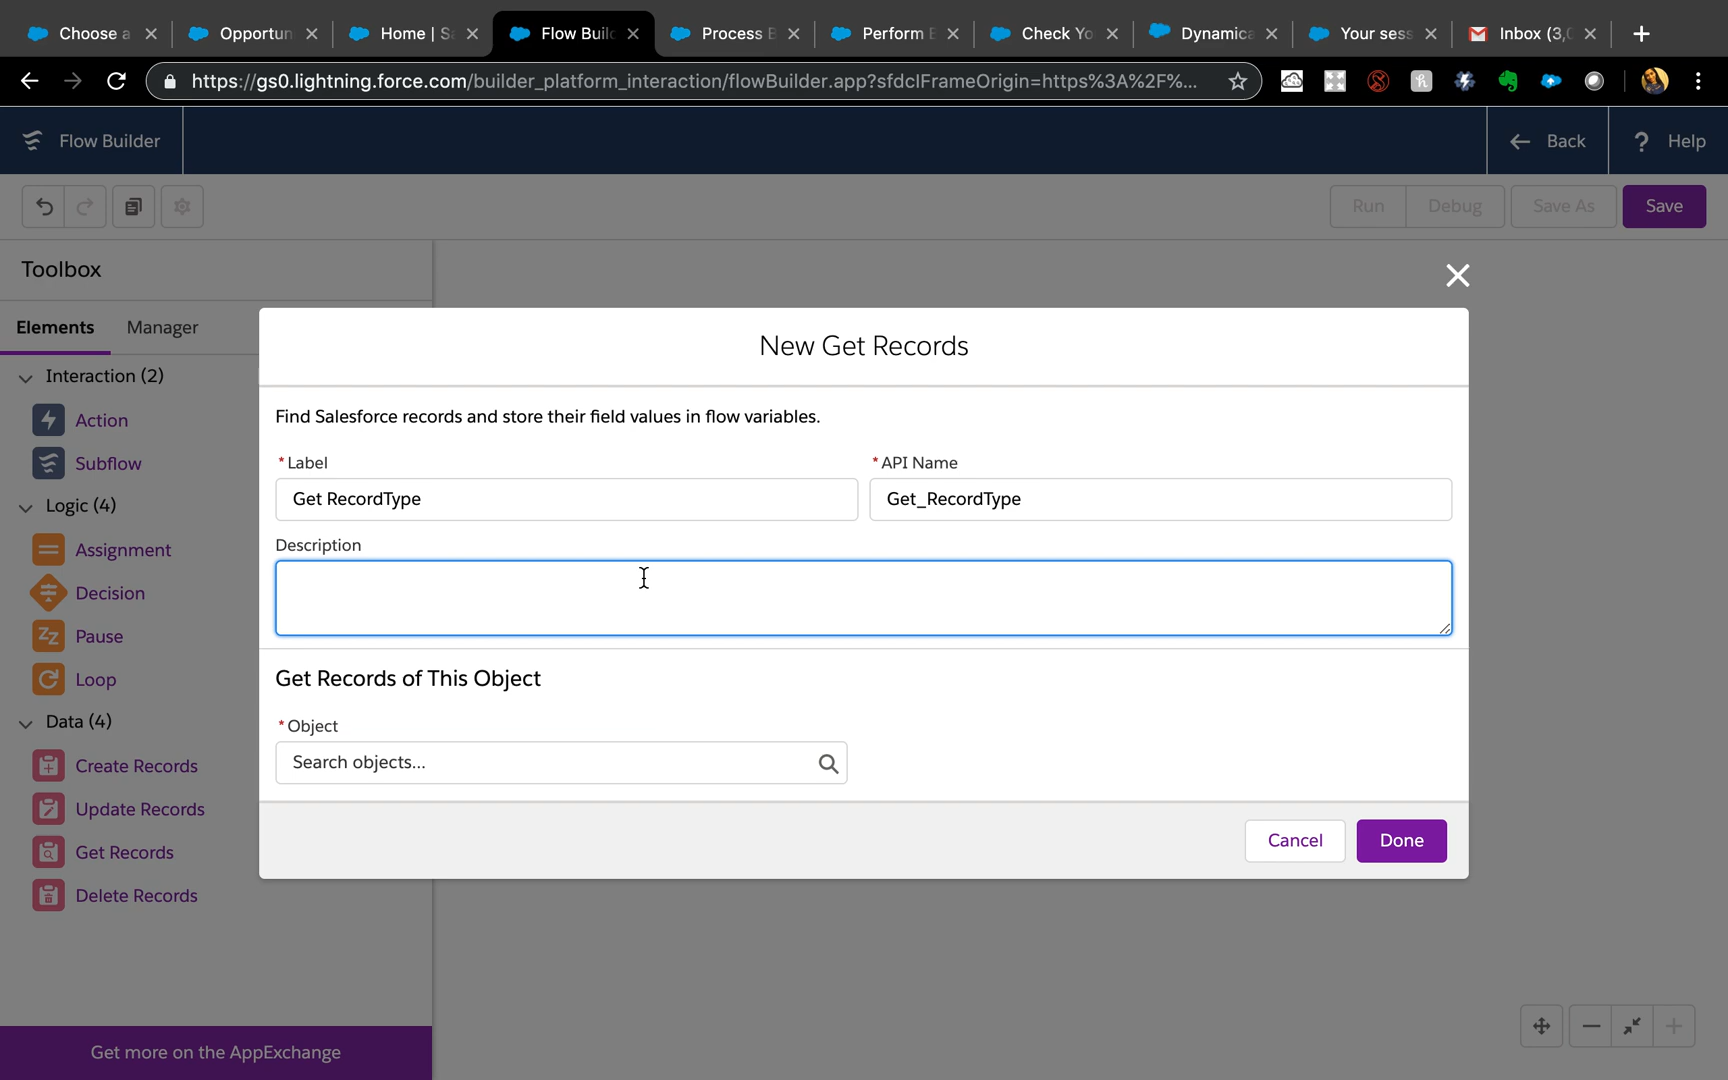 Choose a
Opportun
Home | Sa
Flow Buil
Process B
Perform E
Check Yo
Dynamica
Your sess
Inbox (3,0
https://gs0.lightning.force.com/builder_platform_interaction/flowBuilder.app?sfdcIFrameOrigin=https%3A%2F%...
Flow Builder
Back
? Help
Run
Debug
Save As
Save
Toolbox
Elements
Manager
Interaction (2)
Action
Subflow
Logic (4)
Assignment
Decision
Pause
Loop
Data (4)
Create Records
Update Records
Get Records
Delete Records
Get more on the AppExchange
New Get Records
Find Salesforce records and store their field values in flow variables.
* Label
* API Name
Get RecordType
Get_RecordType
Description
Get Records of This Object
* Object
Search objects...
Cancel
Done